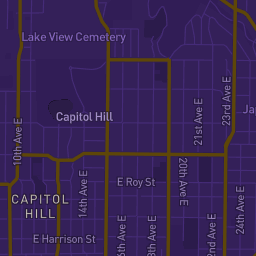 Lake View Cemetery
Capitol Hill
10th Ave E
21st Ave E
23rd Ave E
14th Ave E
E Roy St
20th Ave E
CAPITOL
HILL
24th Ave E
E Harrison St